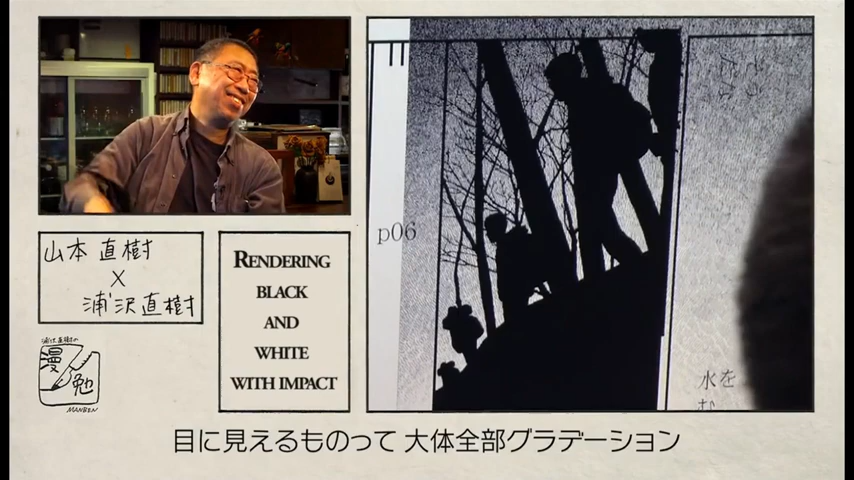 山本 直樹
X
浦沢直樹
浦沢直樹の
漫
勉
MANBEN
RENDERING
BLACK
AND
WHITE
WITH IMPACT
p06
水を
む
目に見えるものって 大体全部グラデーション